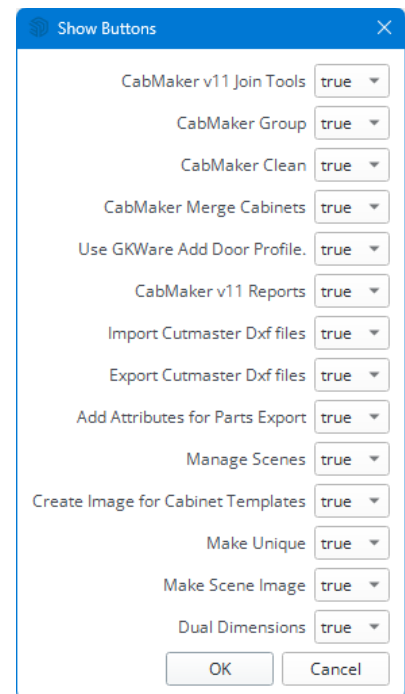 Show Buttons
CabMaker v11 Join Tools true
CabMaker Group true
CabMaker Clean true
CabMaker Merge Cabinets true
Use GKWare Add Door Profile. true
CabMaker v11 Reports true
Import Cutmaster Dxf files true
Export Cutmaster Dxf files true
Add Attributes for Parts Export true
Manage Scenes true
Create Image for Cabinet Templates true
Make Unique true
Make Scene Image true
Dual Dimensions true
OK Cancel